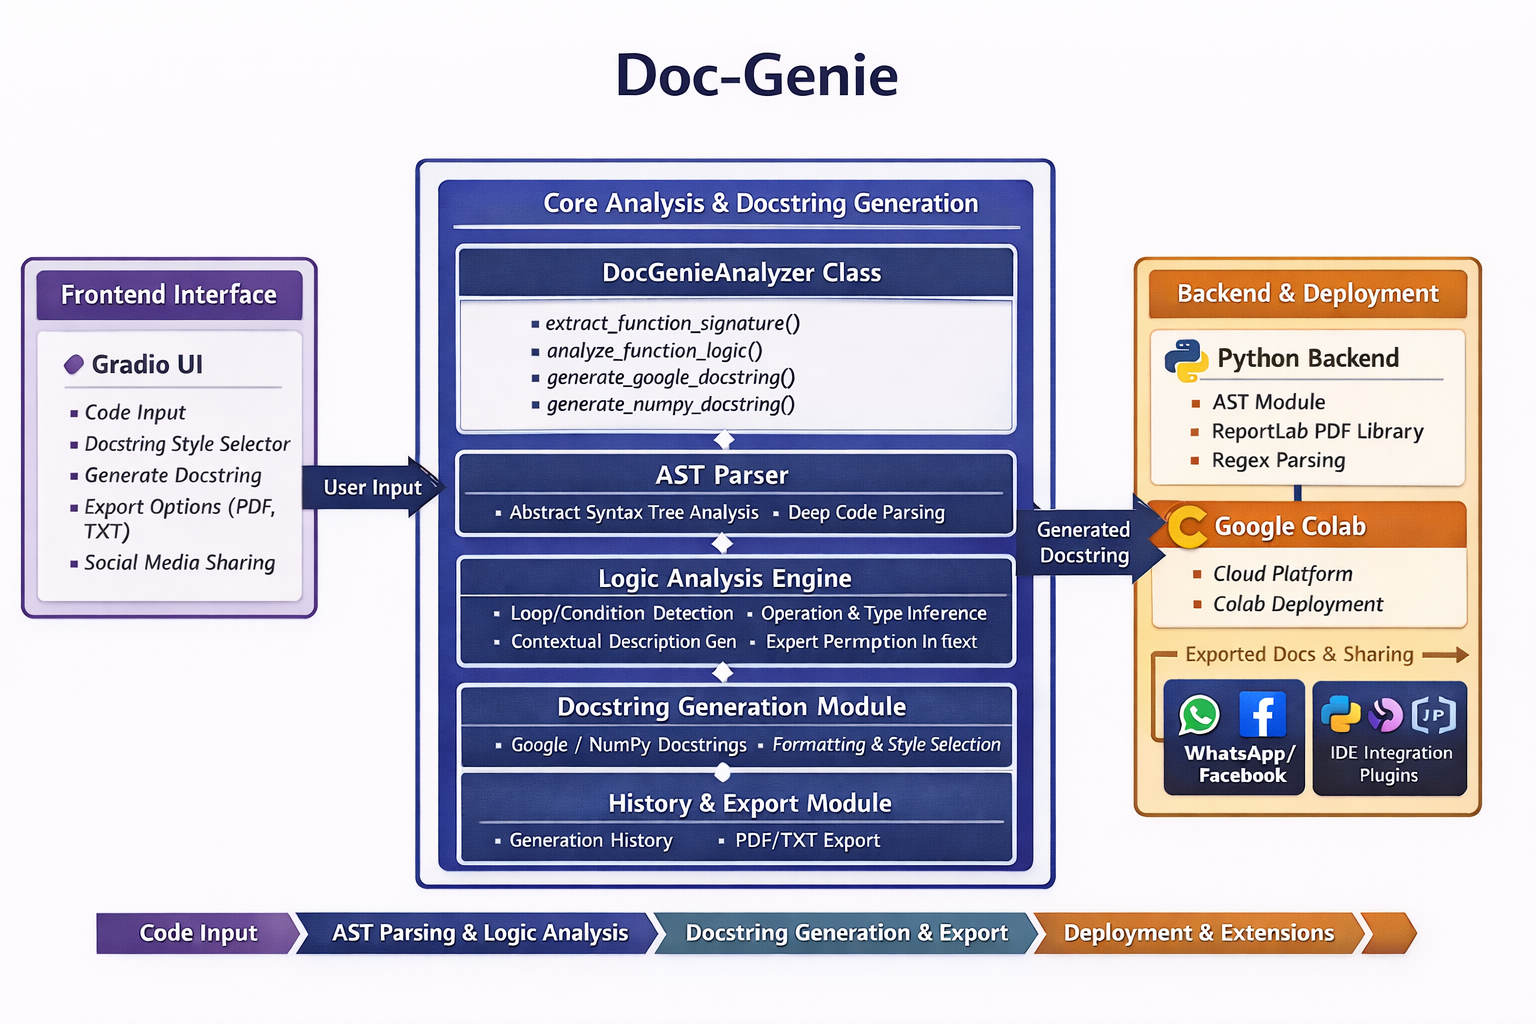 Doc-Genie
Frontend Interface
Gradio UI
Code Input
Docstring Style Selector
Generate Docstring
Export Options (PDF,
TXT)
Social Media Sharing
User Input
Core Analysis & Docstring Generation
DocGenieAnalyzer Class
extract_function_signature()
analyze_function_logic()
generate_google_docstring()
generate_numpy_docstring()
AST Parser
Abstract Syntax Tree Analysis
Deep Code Parsing
Logic Analysis Engine
Loop/Condition Detection
Operation & Type Inference
Contextual Description Gen
Expert
Docstring Generation Module
Google / NumPy Docstrings
Formatting & Style Selection
History & Export Module
Generation History
PDF/TXT Export
Generated
Docstring
Backend & Deployment
Python Backend
AST Module
ReportLab PDF Library
Regex Parsing
Google Colab
Cloud Platform
Colab Deployment
Exported Docs & Sharing
WhatsApp/
Facebook
JP
IDE Integration
Plugins
Code Input
AST Parsing & Logic Analysis
Docstring Generation & Export
Deployment & Extensions